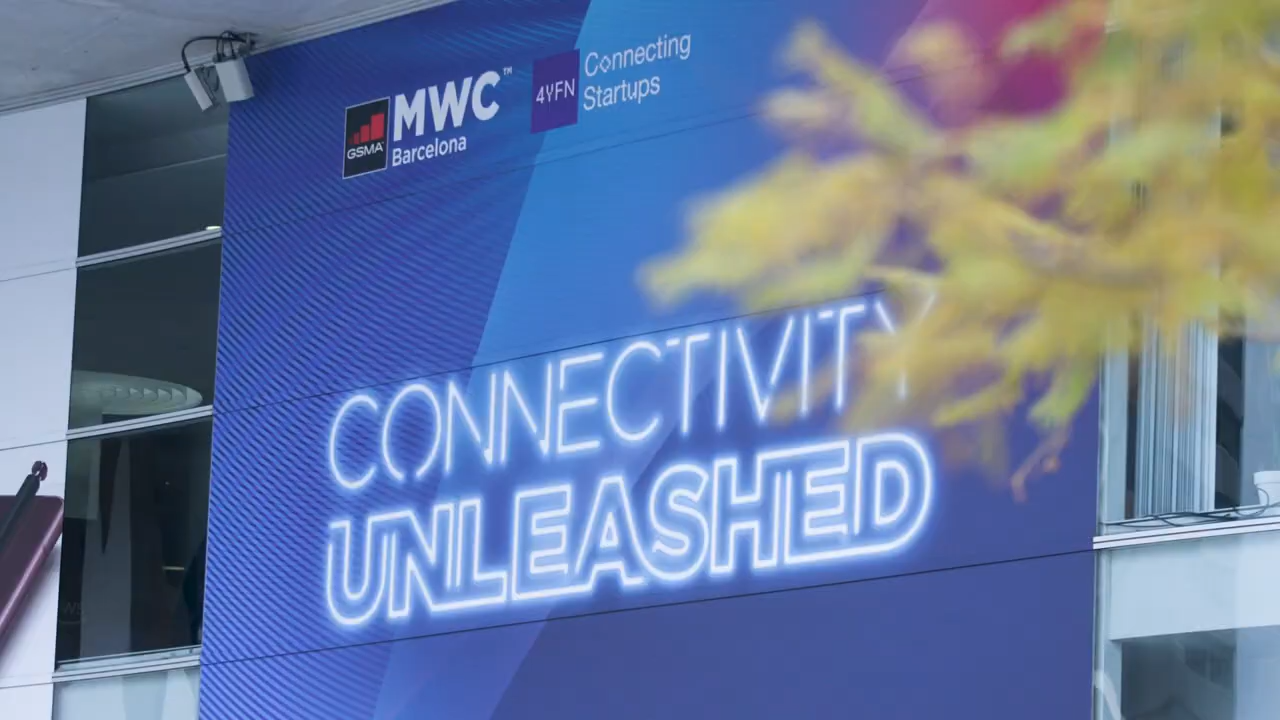 GSMA
MWC™
Barcelona
4YFN
Connecting
Startups
CONNECTIVITY
UNLEASHED